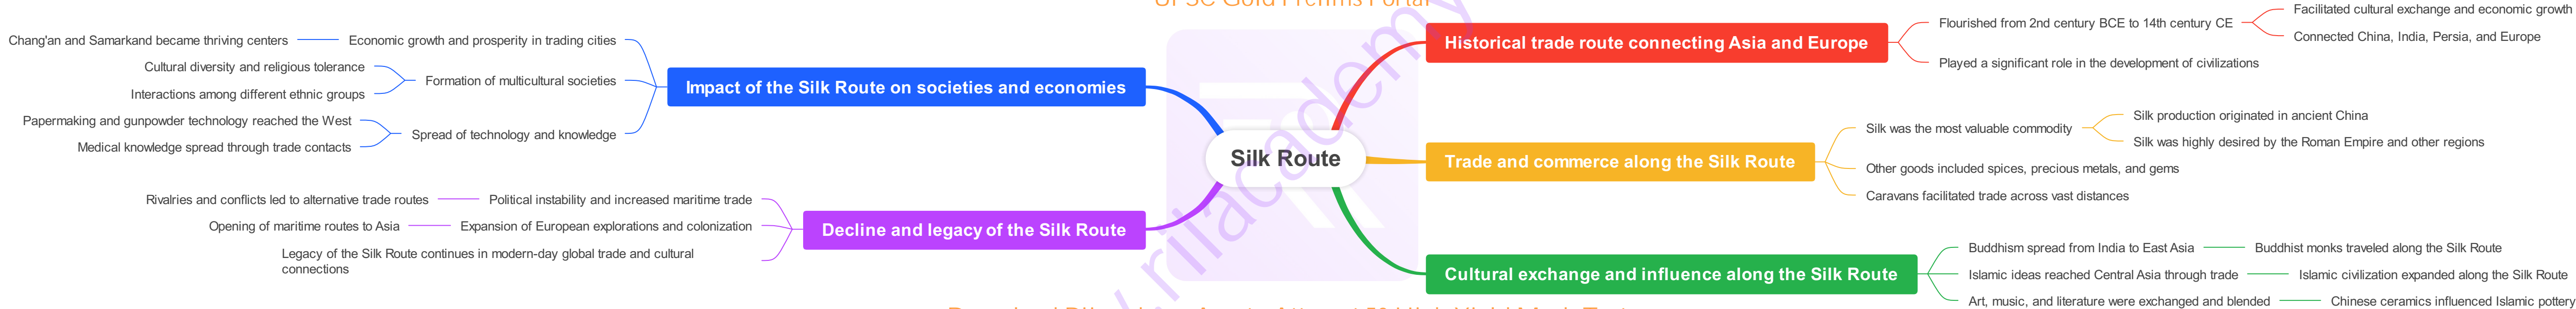 UPSC Gold Prelims Portal
Silk Route
Historical trade route connecting Asia and Europe
Flourished from 2nd century BCE to 14th century CE
Facilitated cultural exchange and economic growth
Connected China, India, Persia, and Europe
Played a significant role in the development of civilizations
Trade and commerce along the Silk Route
Silk was the most valuable commodity
Silk production originated in ancient China
Silk was highly desired by the Roman Empire and other regions
Other goods included spices, precious metals, and gems
Caravans facilitated trade across vast distances
Cultural exchange and influence along the Silk Route
Buddhism spread from India to East Asia
Buddhist monks traveled along the Silk Route
Islamic ideas reached Central Asia through trade
Islamic civilization expanded along the Silk Route
Art, music, and literature were exchanged and blended
Chinese ceramics influenced Islamic pottery
Impact of the Silk Route on societies and economies
Economic growth and prosperity in trading cities
Chang'an and Samarkand became thriving centers
Formation of multicultural societies
Cultural diversity and religious tolerance
Interactions among different ethnic groups
Spread of technology and knowledge
Papermaking and gunpowder technology reached the West
Medical knowledge spread through trade contacts
Decline and legacy of the Silk Route
Political instability and increased maritime trade
Rivalries and conflicts led to alternative trade routes
Expansion of European explorations and colonization
Opening of maritime routes to Asia
Legacy of the Silk Route continues in modern-day global trade and cultural
connections
rijacademy